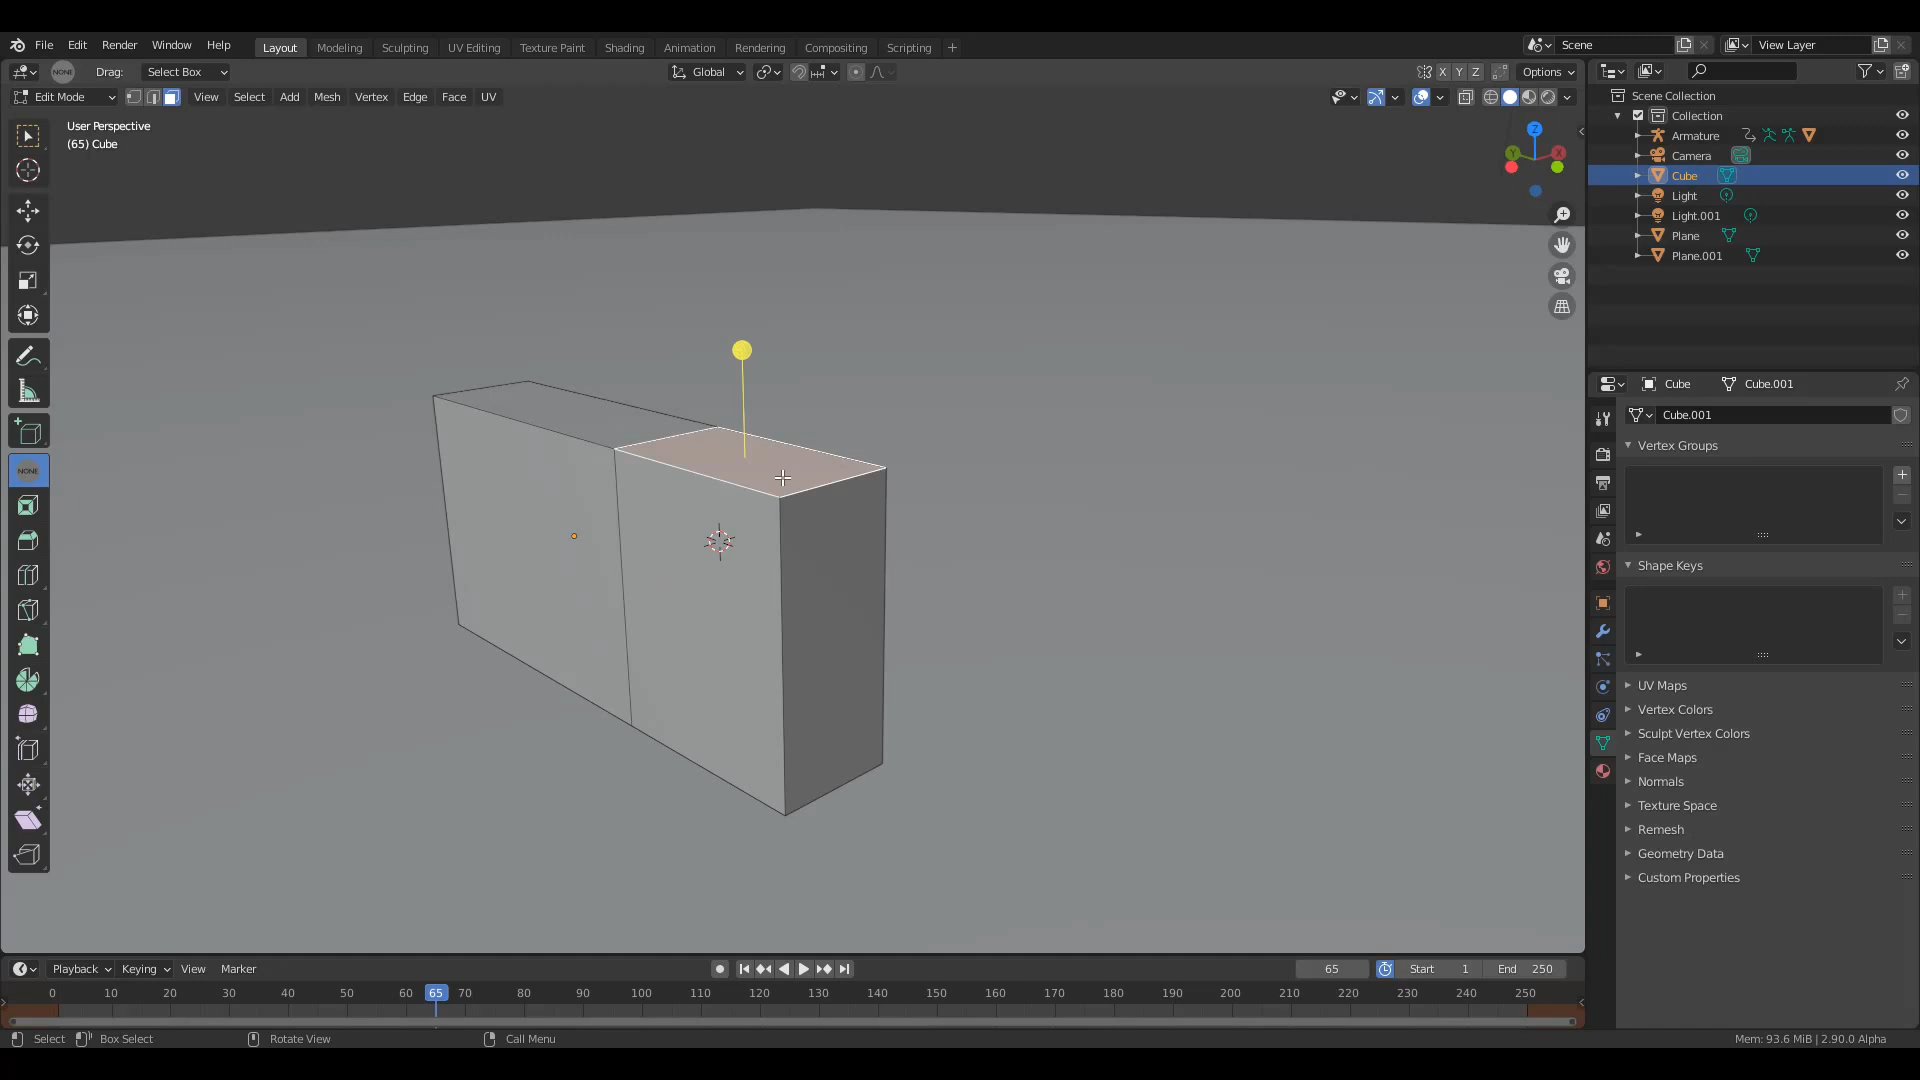 File Edit Render Window Help Layout Modeling Sculpting UV Editing Texture Paint Shading Animation Rendering Compositing Scripting + Scene View Layer
NONE Drag: Select Box Global X Y Z Options
Edit Mode View Select Add Mesh Vertex Edge Face UV
User Perspective
(65) Cube
Z
Y X
NONE
Scene Collection
Collection
Armature
Camera
Cube
Light
Light.001
Plane
Plane.001
Cube Cube.001
Cube.001
Vertex Groups
Shape Keys
UV Maps
Vertex Colors
Sculpt Vertex Colors
Face Maps
Normals
Texture Space
Remesh
Geometry Data
Custom Properties
Playback Keying View Marker 65 Start 1 End 250
0 10 20 30 40 50 60 65 70 80 90 100 110 120 130 140 150 160 170 180 190 200 210 220 230 240 250
Select Box Select Rotate View Call Menu Mem: 93.6 MiB | 2.90.0 Alpha